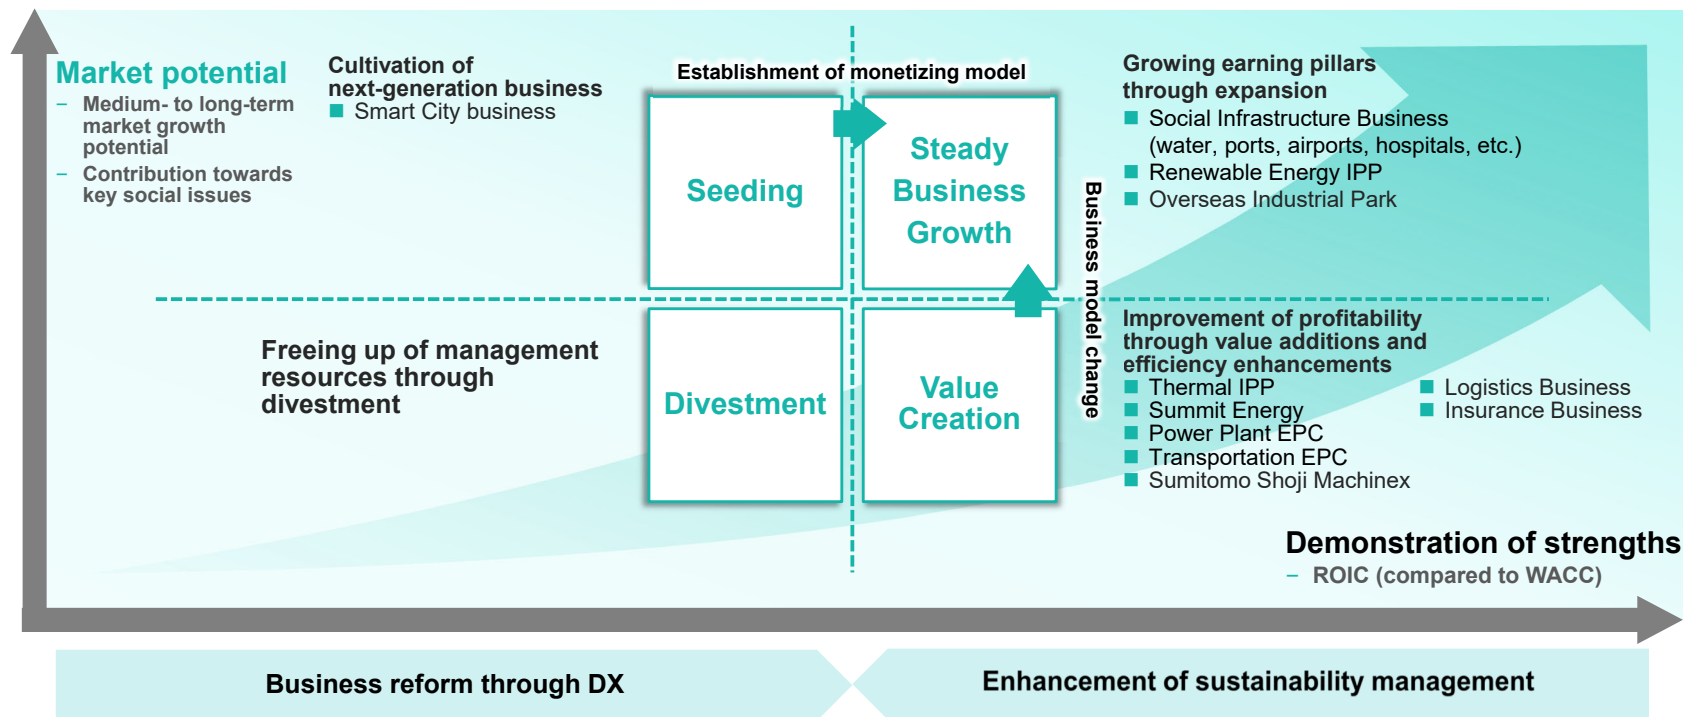 Market potential
– Medium- to long-term
market growth
potential
– Contribution towards
key social issues
Cultivation of
next-generation business
■ Smart City business
Establishment of monetizing model
Seeding
Steady
Business
Growth
Growing earning pillars
through expansion
■ Social Infrastructure Business
(water, ports, airports, hospitals, etc.)
■ Renewable Energy IPP
■ Overseas Industrial Park
Business model change
Freeing up of management
resources through
divestment
Divestment
Value
Creation
Improvement of profitability
through value additions and
efficiency enhancements
■ Thermal IPP
■ Summit Energy
■ Power Plant EPC
■ Transportation EPC
■ Sumitomo Shoji Machinex
■ Logistics Business
■ Insurance Business
Demonstration of strengths
– ROIC (compared to WACC)
Business reform through DX
Enhancement of sustainability management